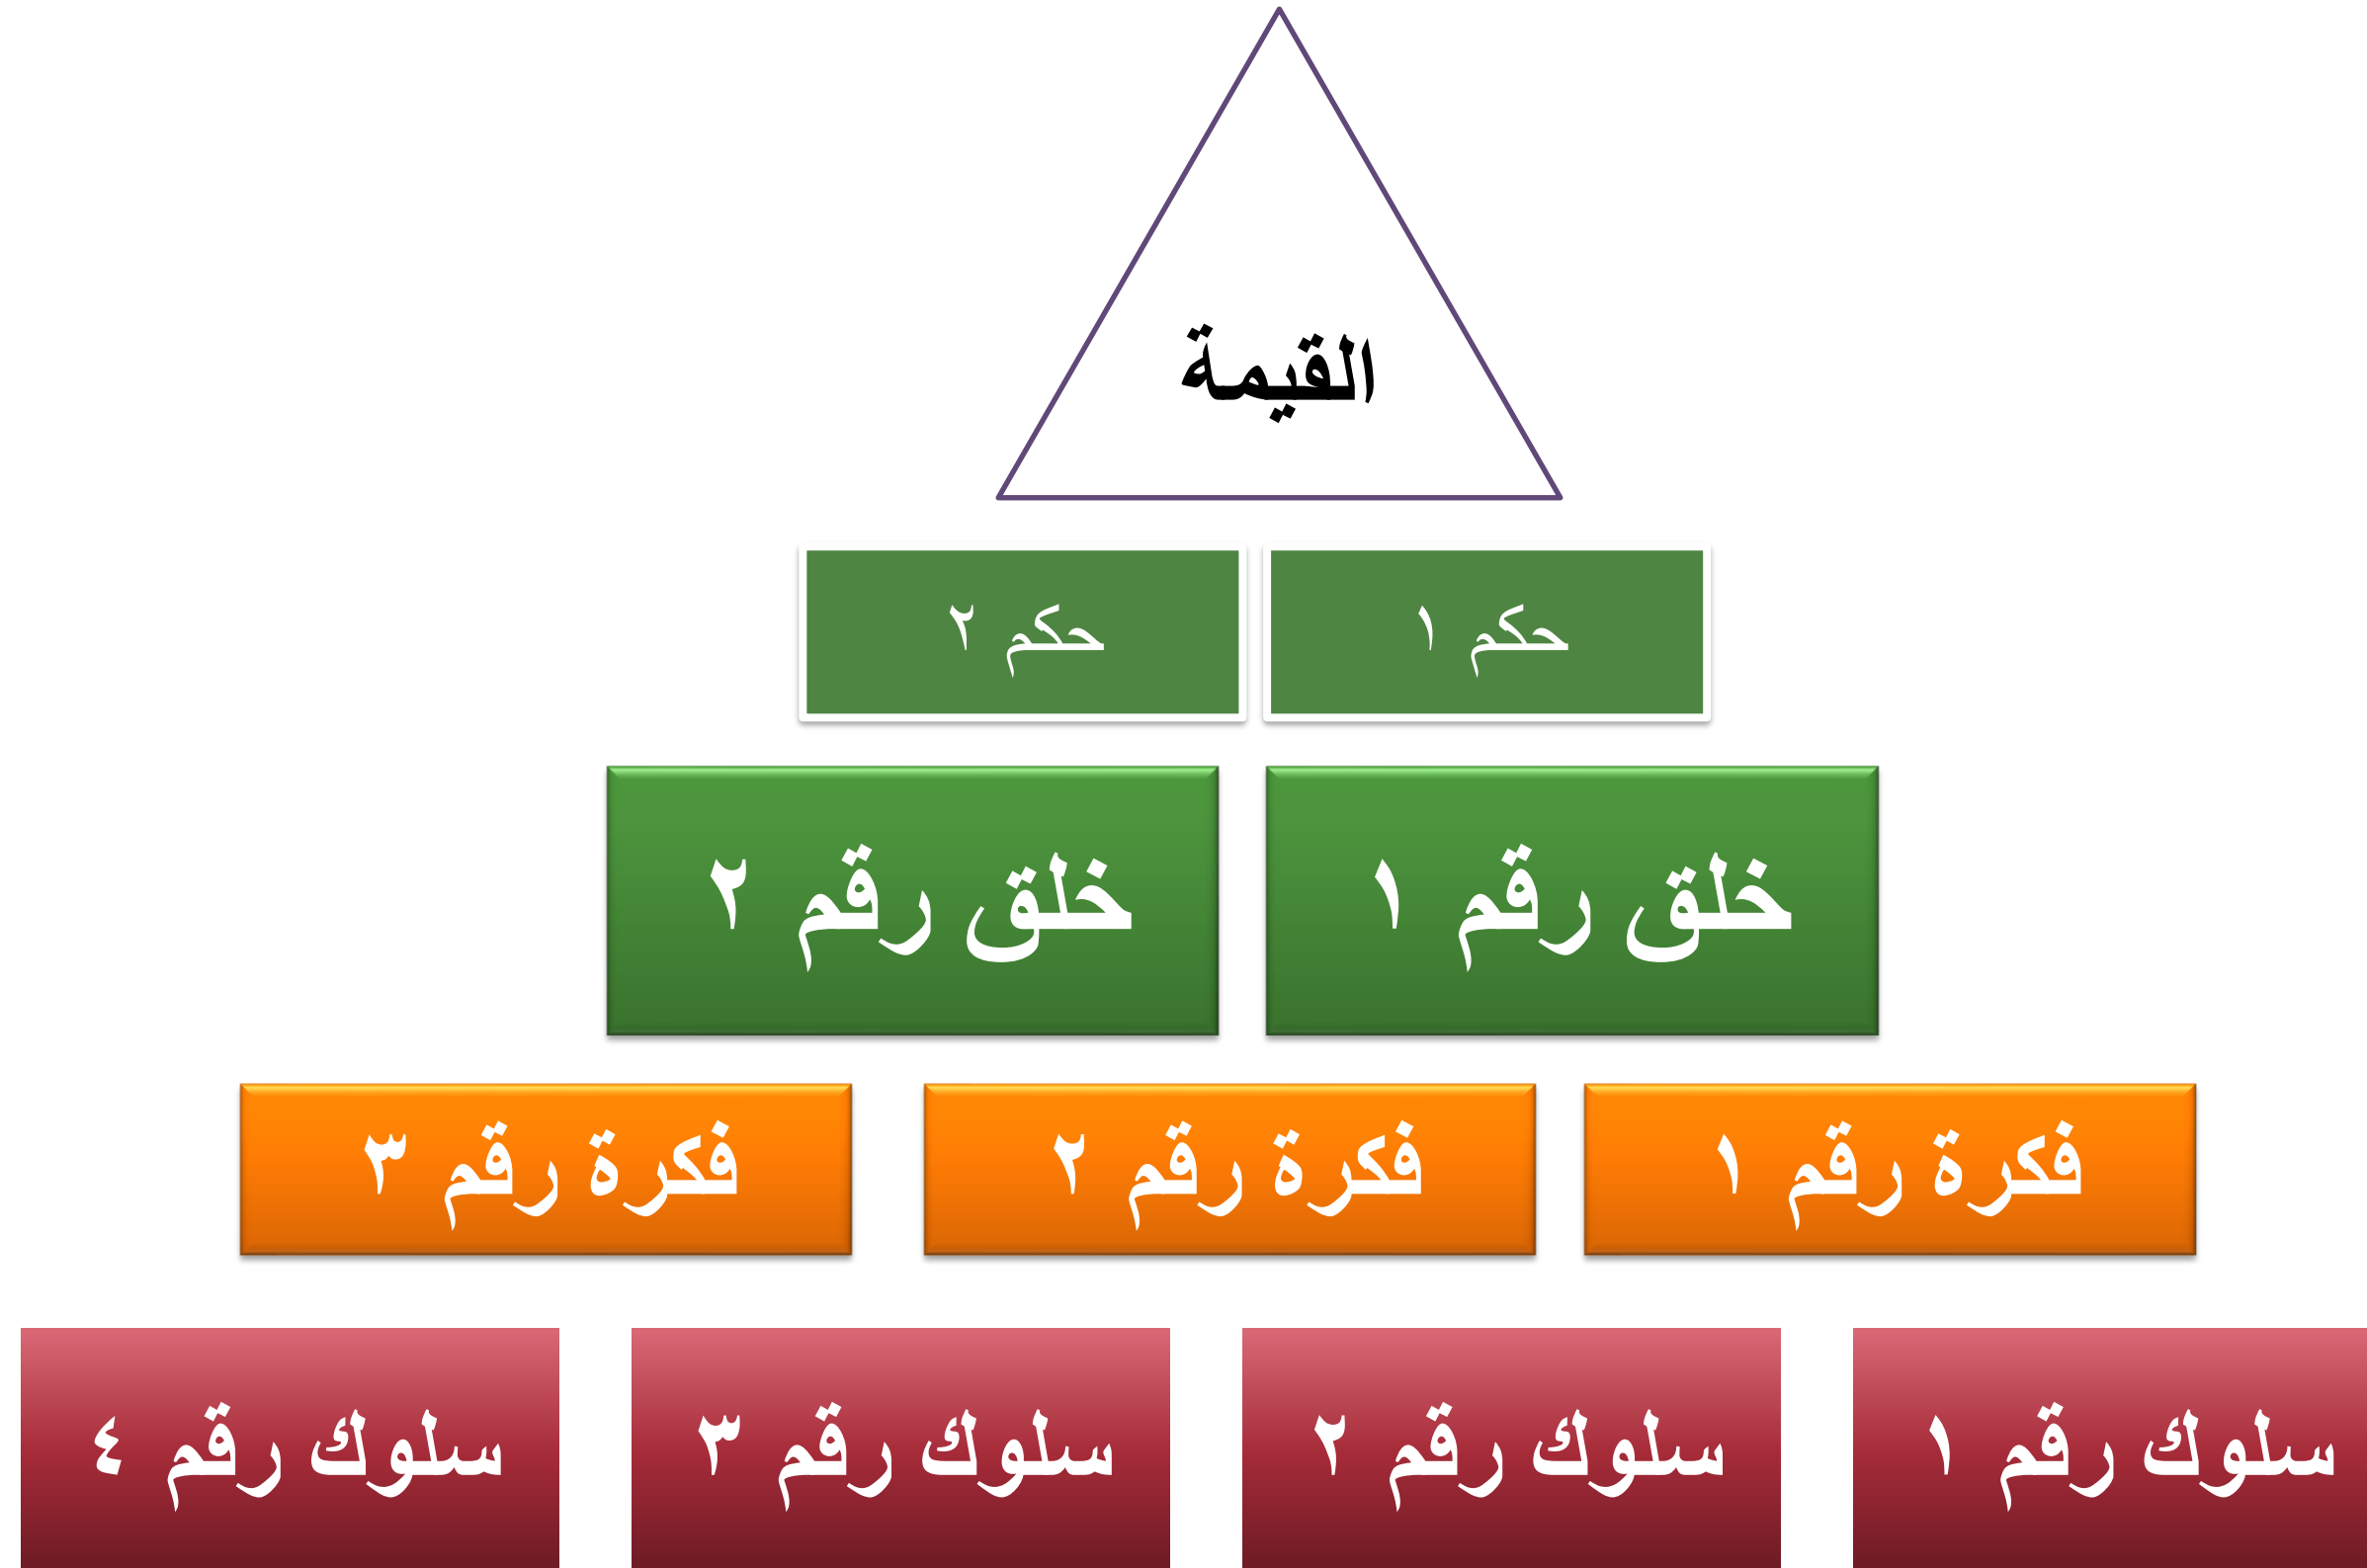 القيمة
حكم ١
حكم ٢
خلق رقم ١
خلق رقم ٢
فكرة رقم ١
فكرة رقم ٢
فكرة رقم ٣
سلوك رقم ١
سلوك رقم ٢
سلوك رقم ٣
سلوك رقم ٤